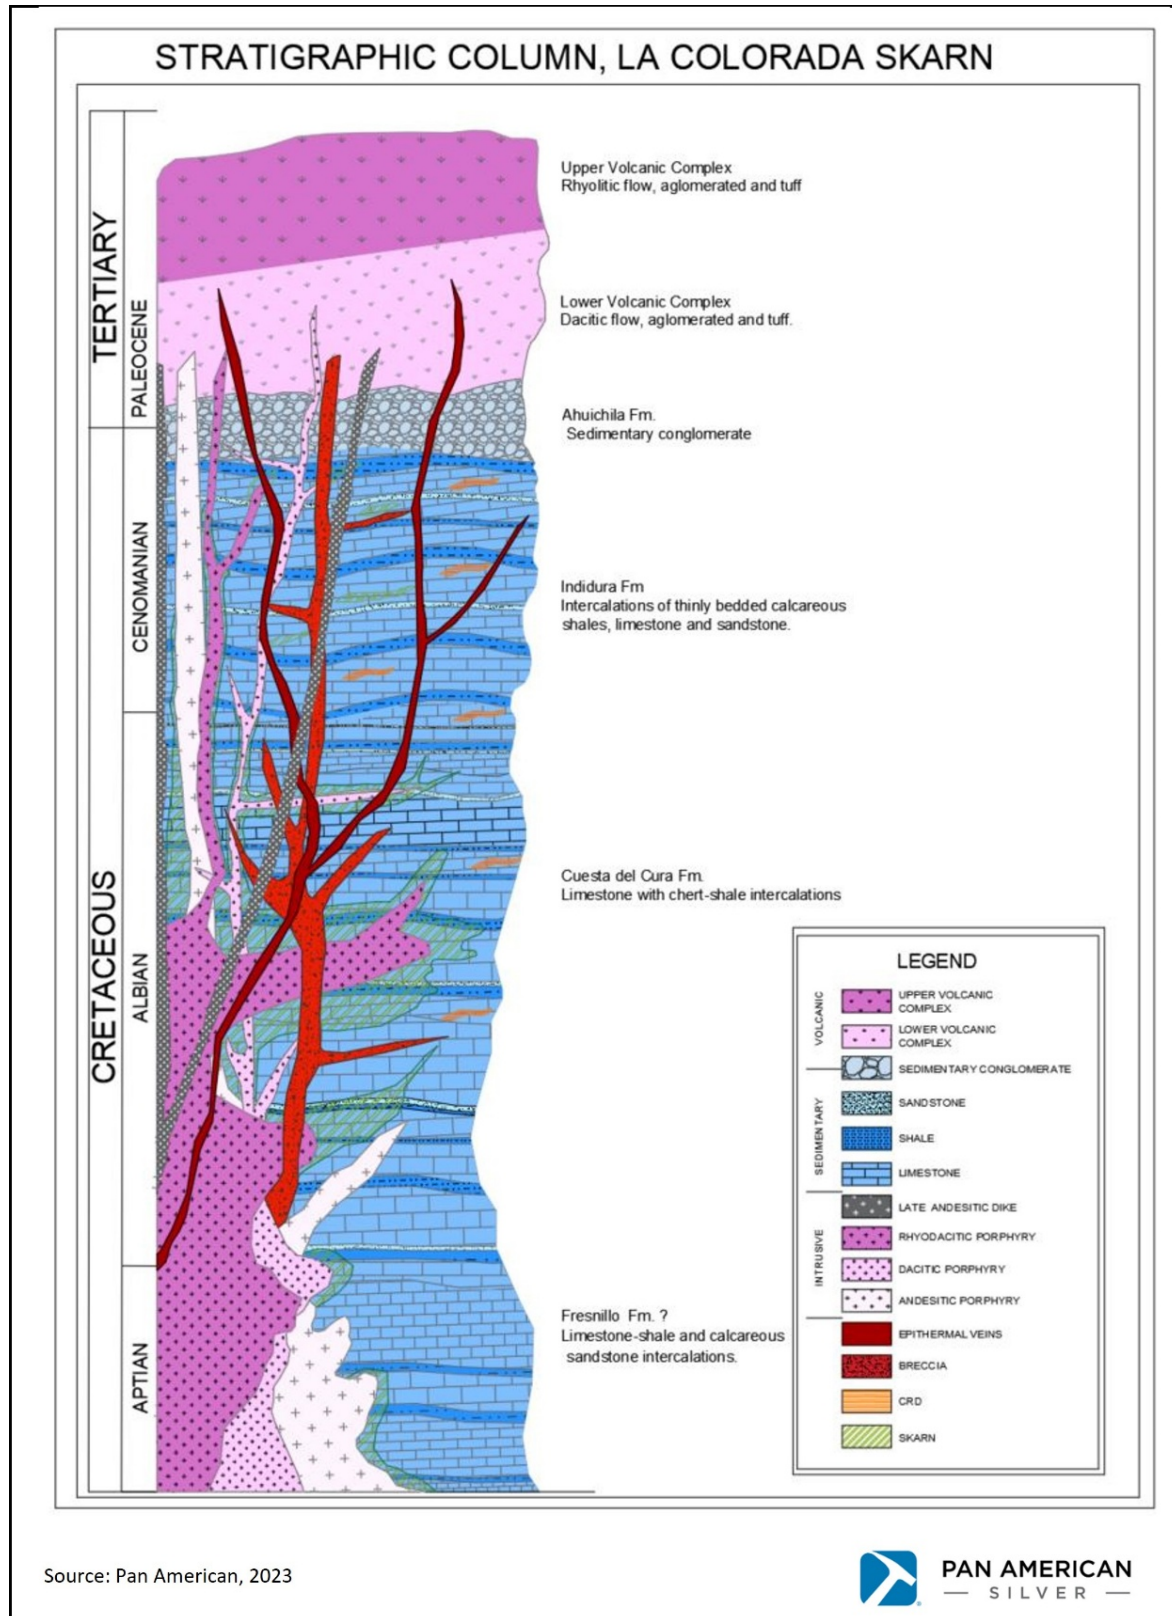 STRATIGRAPHIC COLUMN, LA COLORADA SKARN
TERTIARY
PALEOCENE
CRETACEOUS
CENOMANIAN
ALBIAN
APTIAN
Upper Volcanic Complex
Rhyolitic flow, aglomerated and tuff
Lower Volcanic Complex
Dacitic flow, aglomerated and tuff.
Ahuichila Fm.
Sedimentary conglomerate
Indidura Fm
Intercalations of thinly bedded calcareous
shales, limestone and sandstone.
Cuesta del Cura Fm.
Limestone with chert-shale intercalations
Fresnillo Fm. ?
Limestone-shale and calcareous
sandstone intercalations.
LEGEND
VOLCANIC
UPPER VOLCANIC
COMPLEX
LOWER VOLCANIC
COMPLEX
SEDIMENTARY
SEDIMENTARY CONGLOMERATE
SANDSTONE
SHALE
LIMESTONE
INTRUSIVE
LATE ANDESITIC DIKE
RHYODACITIC PORPHYRY
DACITIC PORPHYRY
ANDESITIC PORPHYRY
EPITHERMAL VEINS
BRECCIA
CRD
SKARN
Source: Pan American, 2023
PAN AMERICAN
SILVER